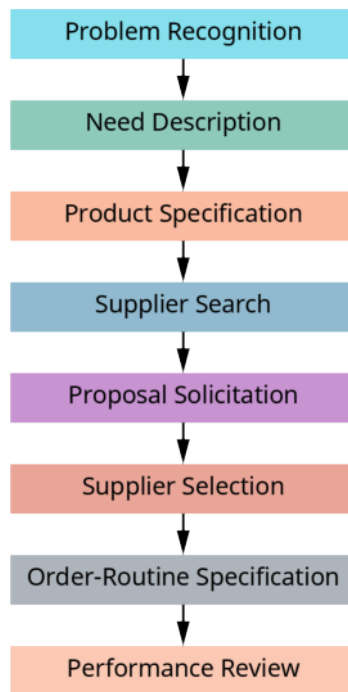 Problem Recognition
Need Description
Product Specification
Supplier Search
Proposal Solicitation
Supplier Selection
Order-Routine Specification
Performance Review